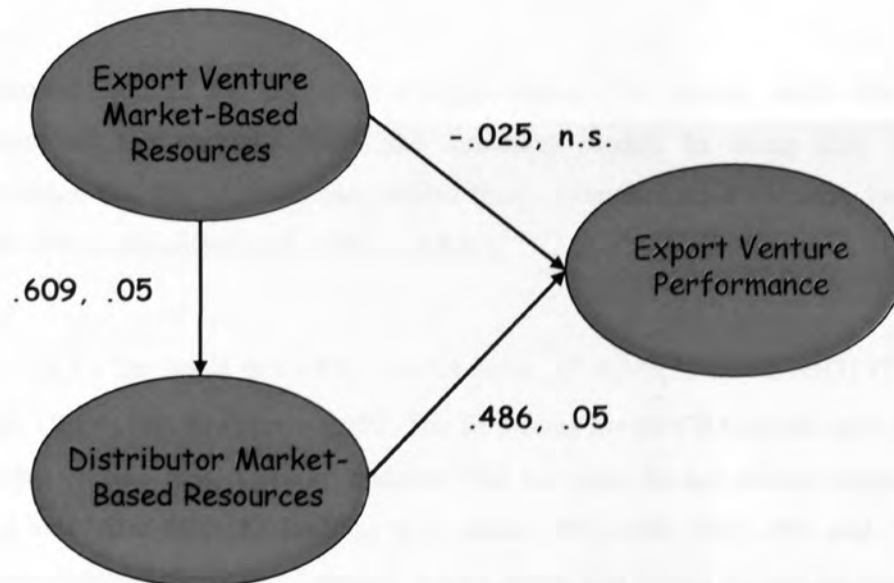 Export Venture
Market-Based
Resources
-.025, n.s.
Export Venture
Performance
.609, .05
.486, .05
Distributor Market-
Based Resources